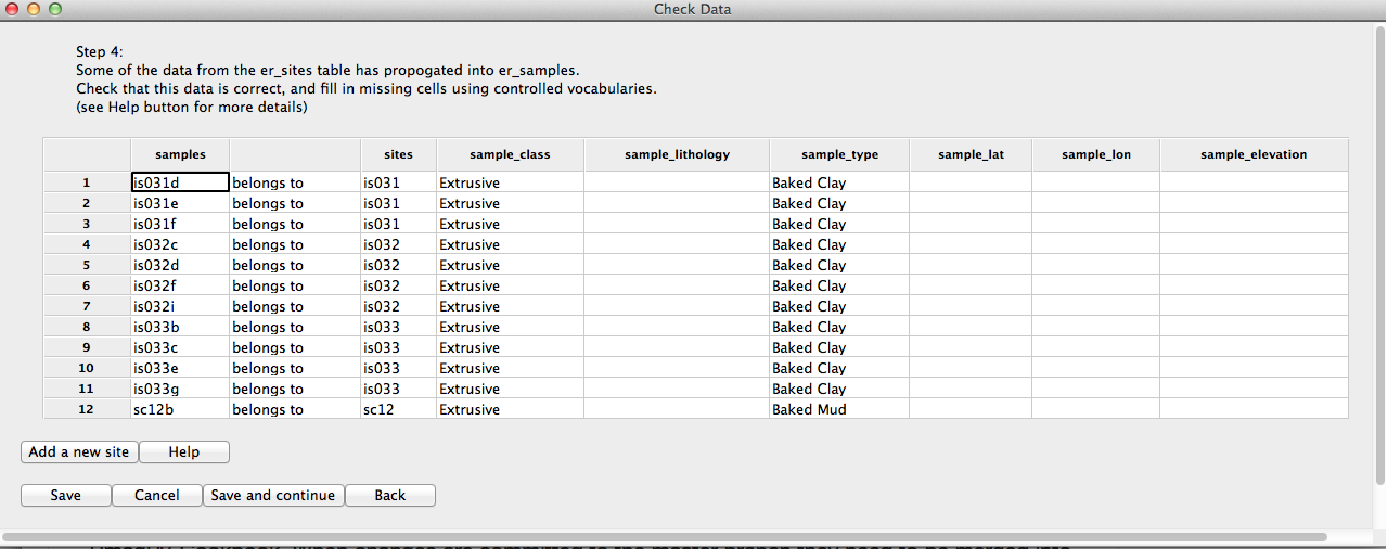 Check Data
Step 4:
Some of the data from the er_sites table has propogated into er_samples.
Check that this data is correct, and fill in missing cells using controlled vocabularies.
(see Help button for more details)
samples sites sample_class sample_lithology sample_type sample_lat sample_lon sample_elevation
1 is031d belongs to is031 Extrusive Baked Clay
2 is031e belongs to is031 Extrusive Baked Clay
3 is031f belongs to is031 Extrusive Baked Clay
4 is032c belongs to is032 Extrusive Baked Clay
5 is032d belongs to is032 Extrusive Baked Clay
6 is032f belongs to is032 Extrusive Baked Clay
7 is032i belongs to is032 Extrusive Baked Clay
8 is033b belongs to is033 Extrusive Baked Clay
9 is033c belongs to is033 Extrusive Baked Clay
10 is033e belongs to is033 Extrusive Baked Clay
11 is033g belongs to is033 Extrusive Baked Clay
12 sc12b belongs to sc12 Extrusive Baked Mud
Add a new site Help
Save Cancel Save and continue Back